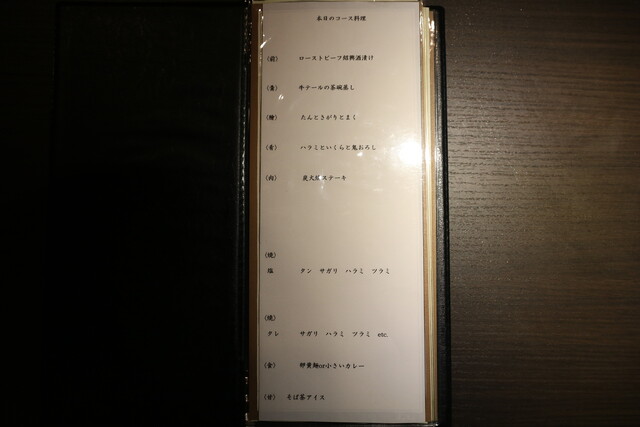 本日のコース料理
(前) ローストビーフ紹興酒漬け
牛テールの茶碗蒸し
たんとさがりとまく
(肴) ハラミといくらと鬼おろし
(肉) 炭火焼ステーキ
(焼)
塩 タン サガリ ハラミ ツラミ
(焼)
タレ サガリ ハラミ ツラミ etc.
(食) 卵黄麺or小さいカレー
(甘) そば茶アイス